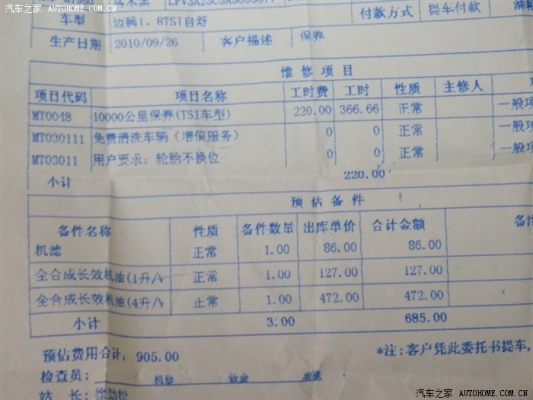 付款方式 提车付款
车型 迈腾1. 8TSI自舒
生产日期 2010/09/26 客户描述 保养
维修项目
项目代码 项目名称 工时费 工时 性质 主修人
MT0048 10000公里保养(TSI车型) 220.00 366.66 正常 一般项
MT030111 免费清洗车辆(增值服务) 0 0 正常 一般项
MT03011 用户要求：轮胎不换位 0 0 正常 一般项
小计 220.00
预估备件
备件名称 性质 备件数量 出库单价 合计金额 备
机滤 正常 1.00 86.00 86.00
全合成长效机油(1升/ 正常 1.00 127.00 127.00
全合成长效机油(4升/ 正常 1.00 472.00 472.00
小计 3.00 685.00
预估费用合计：905.00 *注：客户凭此委托书提车，
检查员：
站 长：徐劲松
汽车之家 AUTOHOME.COM.CN
汽车之家 AUTOHOME.COM.CN